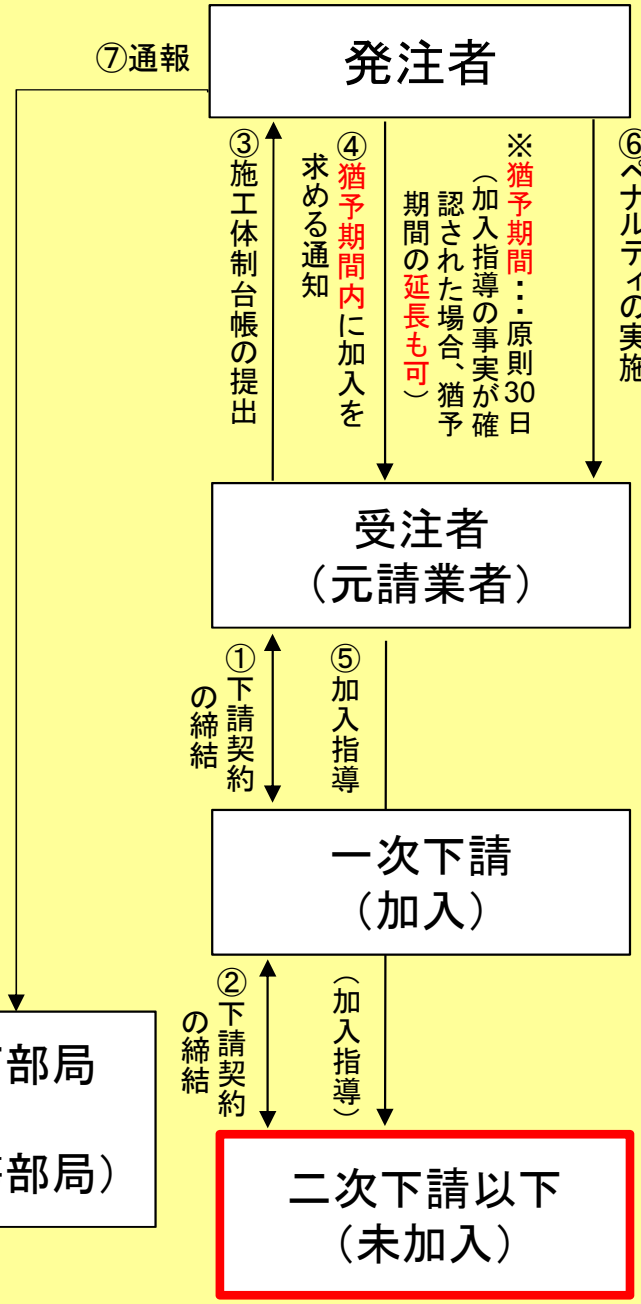 ⑦通報
発注者
③施工体制台帳の提出
④猶予期間内に加入を
求める通知
※猶予期間・・・原則30日
（加入指導の事実が確
認された場合、猶予
期間の延長も可）
⑥ペナルティの実施
受注者
（元請業者）
①下請契約
の締結
⑤加入指導
一次下請
（加入）
②下請契約
の締結
（加入指導）
部局
部局）
二次下請以下
（未加入）